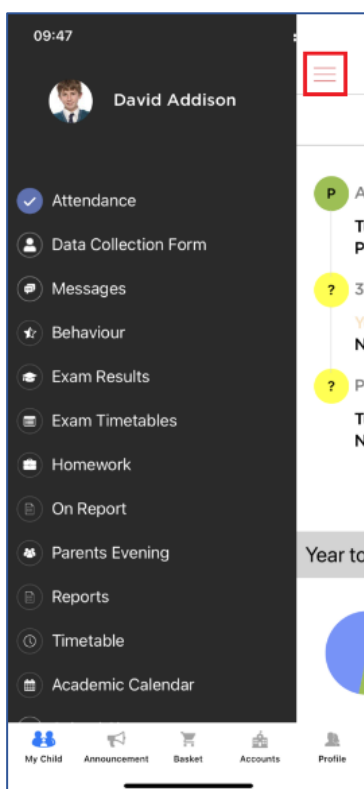 09:47
David Addison
Attendance
Data Collection Form
Messages
Behaviour
Exam Results
Exam Timetables
Homework
On Report
Parents Evening
Reports
Timetable
Academic Calendar
P A
T
P
? 3
Y
N
? P
T
N
Year to
My Child Announcement Basket Accounts Profile